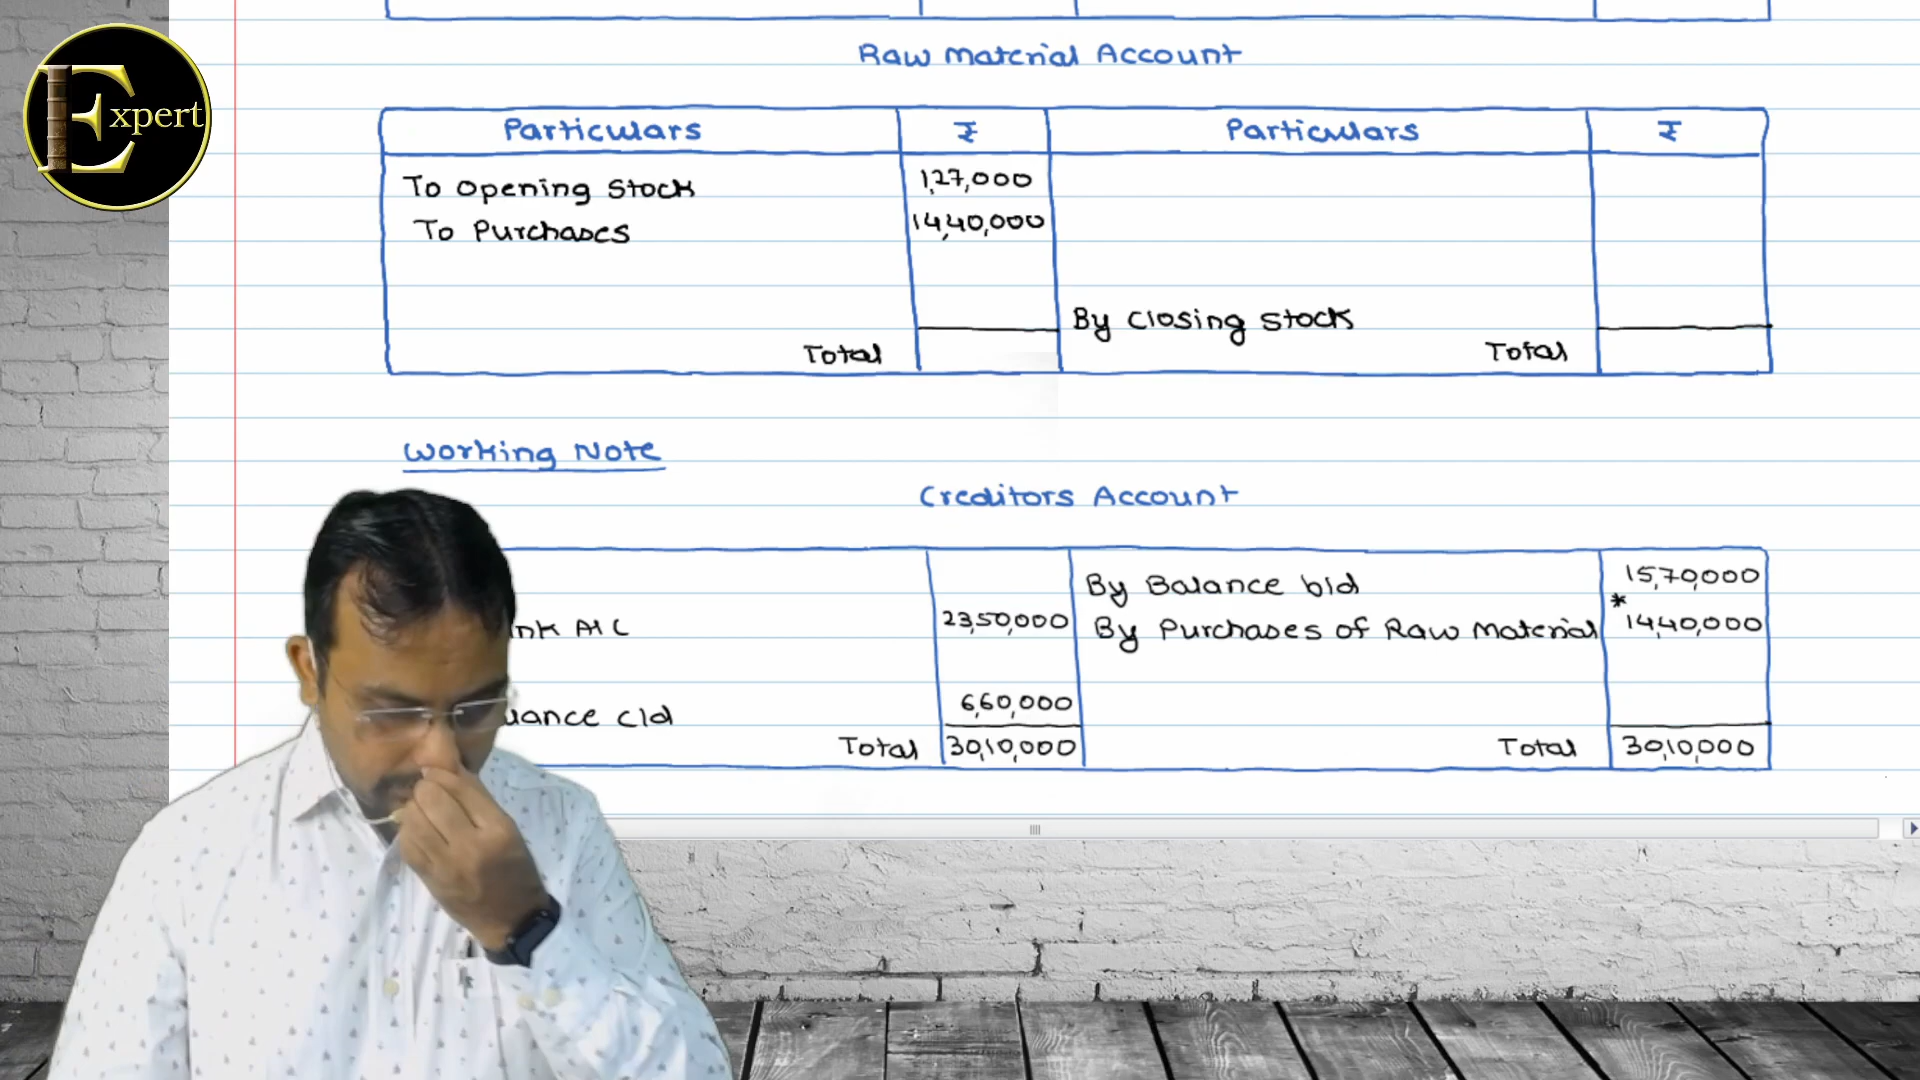 Expert
Raw Material Account
Particulars ₹ Particulars ₹
To Opening Stock 1,27,000
To Purchases 14,40,000
By Closing Stock
Total Total
Working Note
Creditors Account
By Balance b/d 15,70,000
*
A/C 23,50,000 By Purchases of Raw Material 14,40,000
c/d 6,60,000
Total 30,10,000 Total 30,10,000